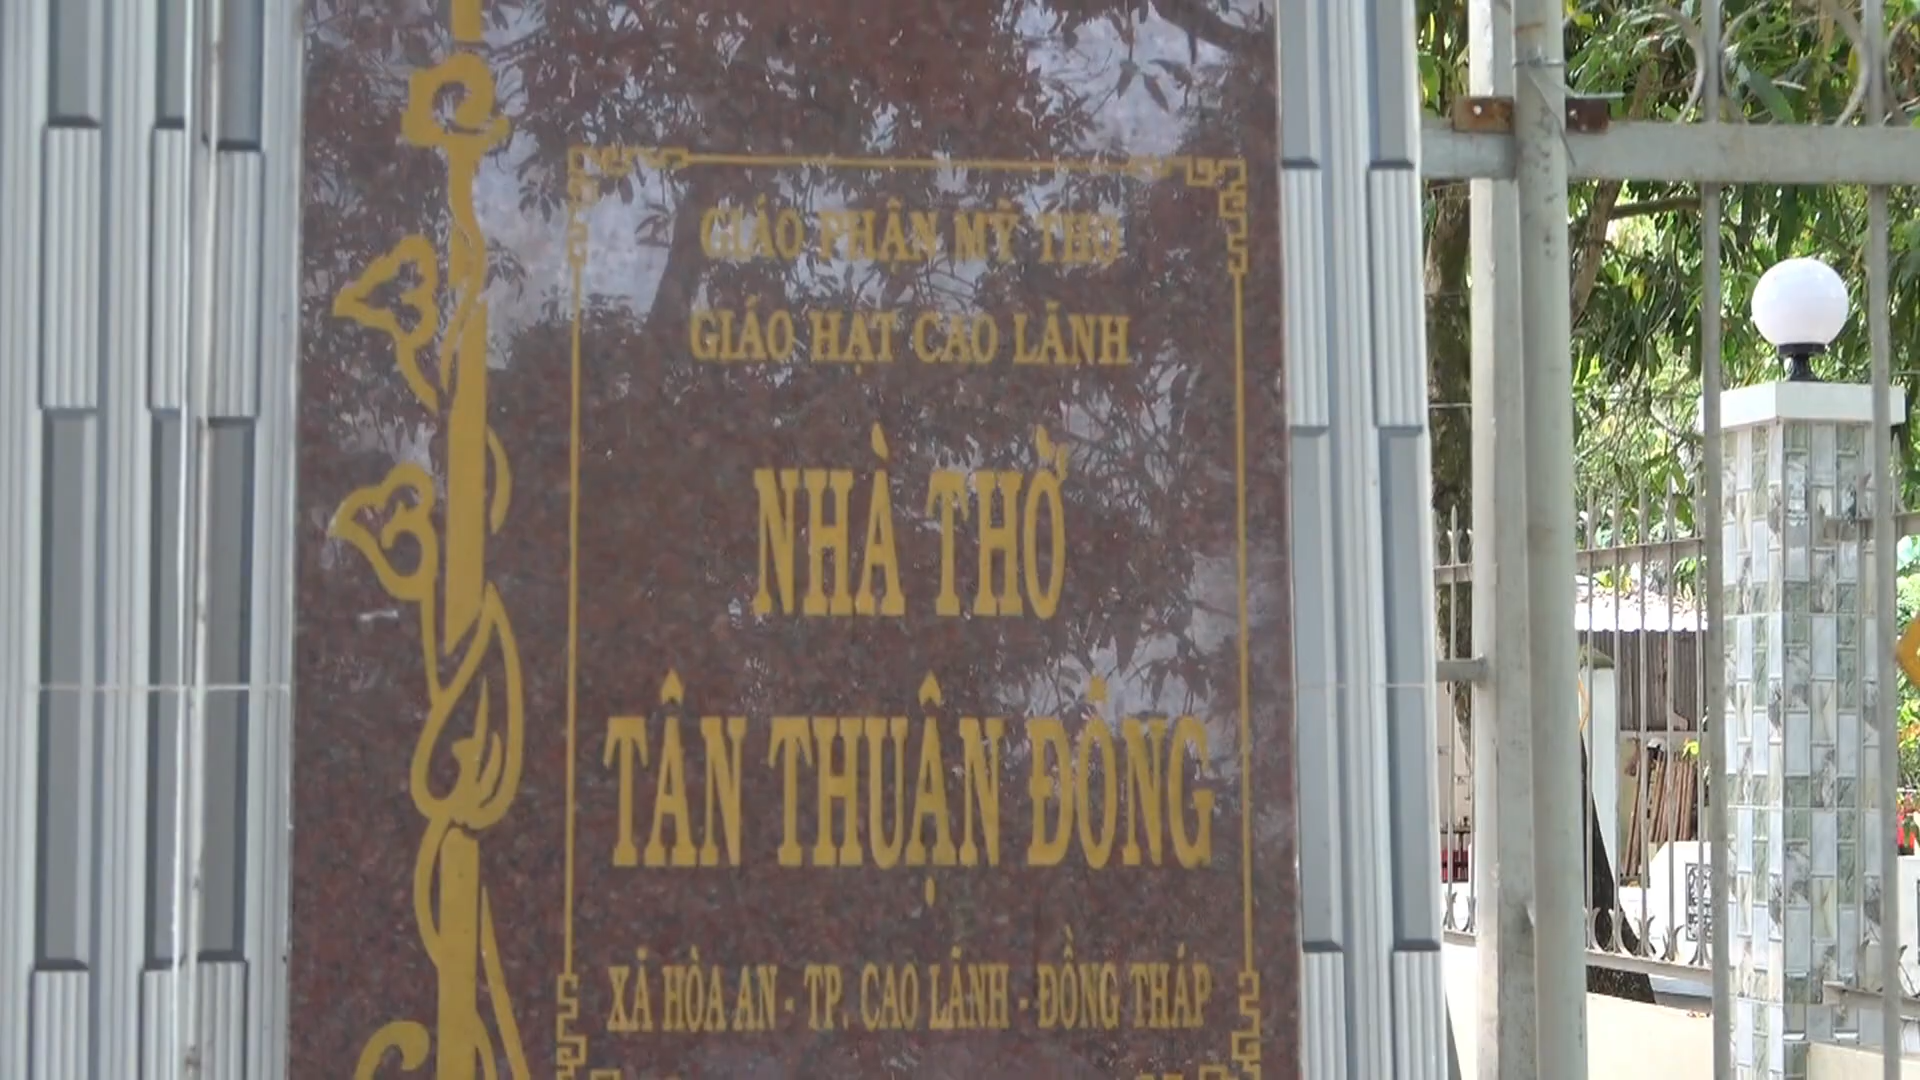 GIÁO PHẬN MỸ THO
GIÁO HẠT CAO LÃNH
NHÀ THỜ
TÂN THUẬN ĐÔNG
XÃ HÒA AN - TP. CAO LÃNH - ĐỒNG THÁP